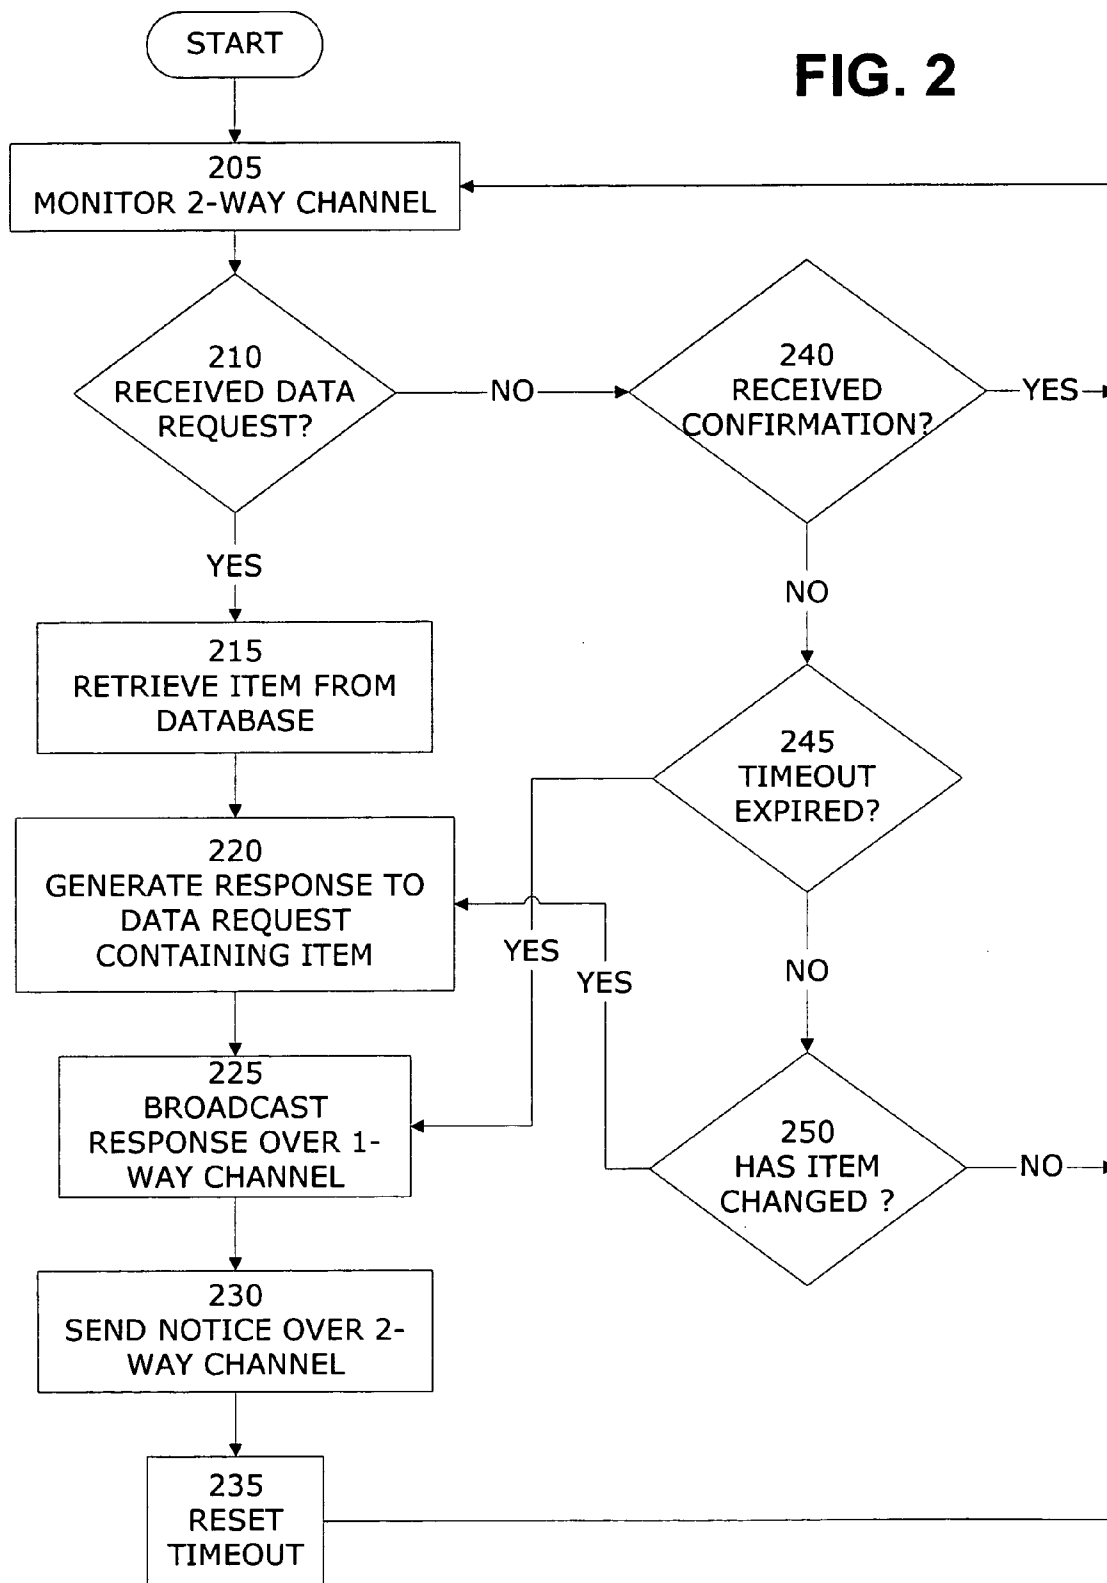 START
FIG. 2
205
MONITOR 2-WAY CHANNEL
210
RECEIVED DATA
REQUEST?
NO
240
RECEIVED
CONFIRMATION?
YES
YES
NO
215
RETRIEVE ITEM FROM
DATABASE
245
TIMEOUT
EXPIRED?
220
GENERATE RESPONSE TO
DATA REQUEST
CONTAINING ITEM
YES
YES
NO
225
BROADCAST
RESPONSE OVER 1-
WAY CHANNEL
250
HAS ITEM
CHANGED ?
NO
230
SEND NOTICE OVER 2-
WAY CHANNEL
235
RESET
TIMEOUT